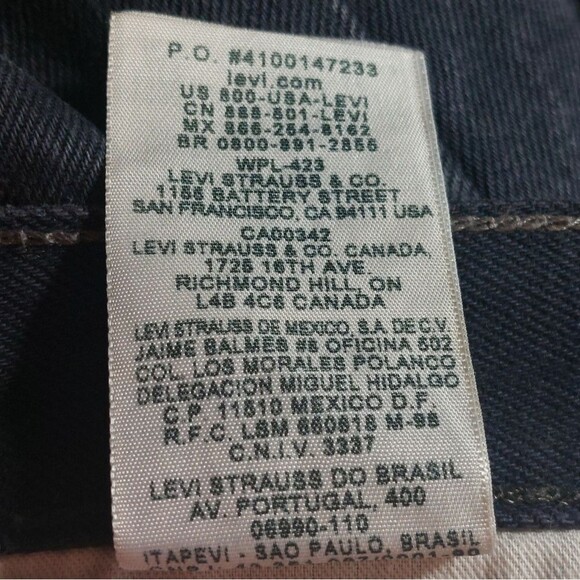 P.O. #4100147233
levi.com
US 800-USA-LEVI
CN 888-501-LEVI
MX 866-254-8162
BR 0800-891-2855
WPL-423
LEVI STRAUSS & CO.
1155 BATTERY STREET
SAN FRANCISCO, CA 94111 USA
CA00342
LEVI STRAUSS & CO. CANADA,
1725 16TH AVE.
RICHMOND HILL, ON
L4B 4C6 CANADA
LEVI STRAUSS DE MEXICO, S.A. DE C.V.
JAIME BALMES #8 OFICINA 502
COL. LOS MORALES POLANCO
DELEGACION MIGUEL HIDALGO
C.P. 11510 MEXICO D.F.
R.F.C. LSM 660818 M-95
C.N.I.V. 3337
LEVI STRAUSS DO BRASIL
AV. PORTUGAL, 400
06690-110
ITAPEVI - SAO PAULO, BRASIL